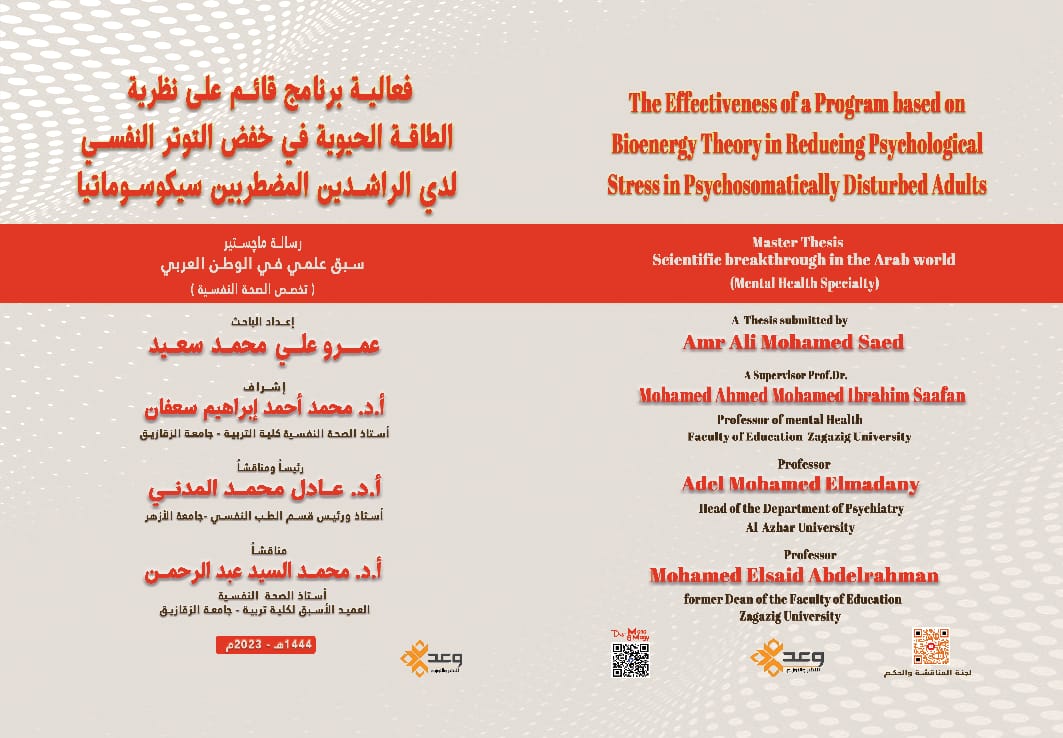 فعالية برنامج قائم على نظرية
الطاقة الحيوية في خفض التوتر النفسي
لدي الراشدين المضطربين سيكوسوماتيا
رسالة ماجستير
سبق علمي في الوطن العربي
( تخصص الصحة النفسية )
إعداد الباحث
عمرو علي محمد سعيد
إشراف
أ.د. محمد أحمد إبراهيم سعفان
أستاذ الصحة النفسية كلية التربية - جامعة الزقازيق
رئيساً ومناقشاً
أ.د. عادل محمد المدني
أستاذ ورئيس قسم الطب النفسي -جامعة الأزهر
مناقشاً
أ.د. محمد السيد عبد الرحمن
أستاذ الصحة النفسية
العميد الأسبق لكلية تربية - جامعة الزقازيق
1444هـ - 2023م
وعد
The Effectiveness of a Program based on
Bioenergy Theory in Reducing Psychological
Stress in Psychosomatically Disturbed Adults
Master Thesis
Scientific breakthrough in the Arab world
(Mental Health Specialty)
A Thesis submitted by
Amr Ali Mohamed Saed
A Supervisor Prof.Dr.
Mohamed Ahmed Mohamed Ibrahim Saafan
Professor of mental Health
Faculty of Education Zagazig University
Professor
Adel Mohamed Elmadany
Head of the Department of Psychiatry
Al Azhar University
Professor
Mohamed Elsaid Abdelrahman
former Dean of the Faculty of Education
Zagazig University
وعد
لجنة المناقشة والحكم